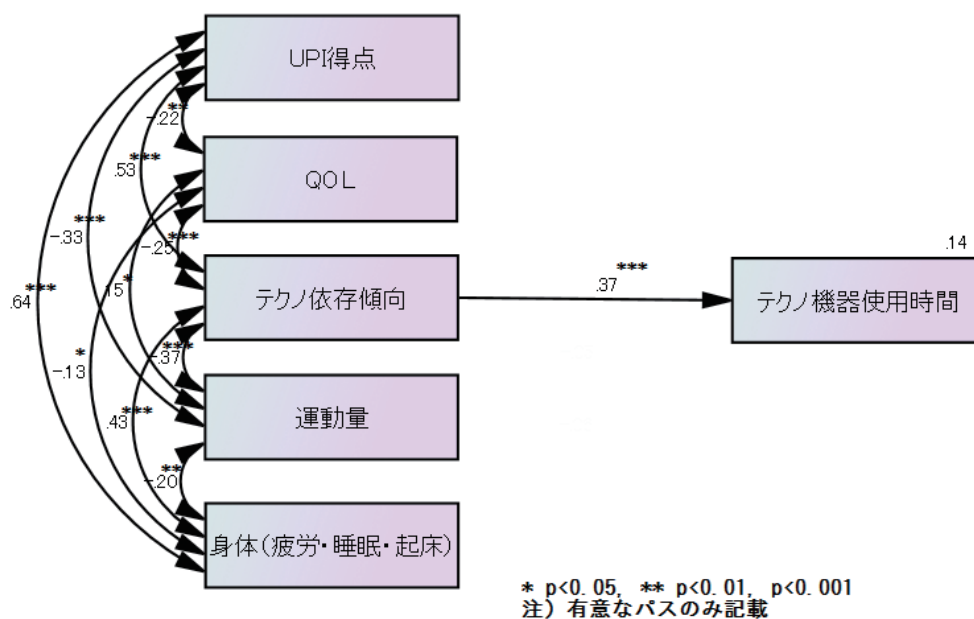 UPI得点
-.22**
QOL
.53***
-.33***
-.25***
.14
.64***
.15*
テクノ依存傾向
.37***
テクノ機器使用時間
-.37***
-.13*
運動量
.43***
-.20**
身体(疲労・睡眠・起床)
* p<0.05, ** p<0.01, p<0.001
注) 有意なパスのみ記載